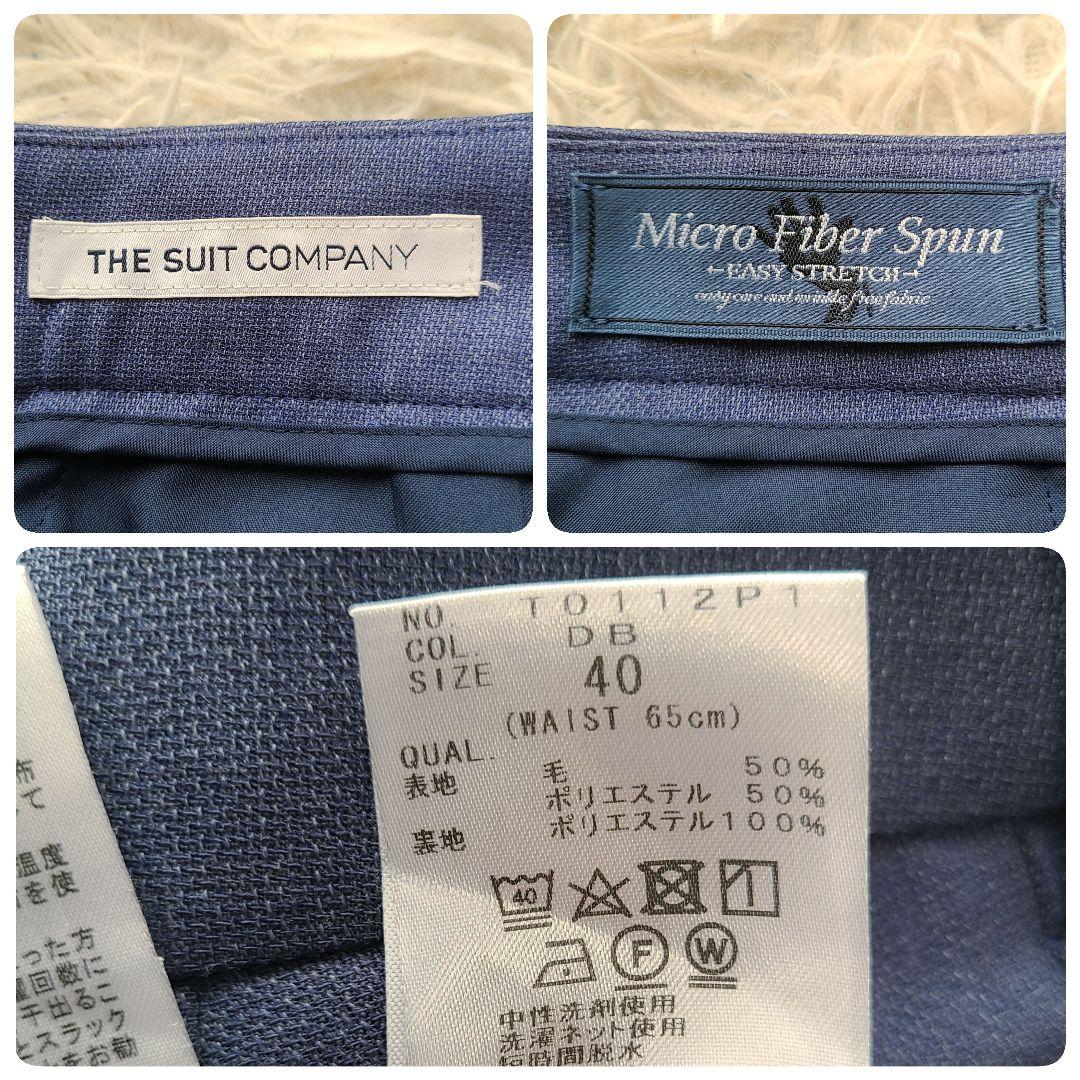 THE SUIT COMPANY
Micro Fiber Spun
←EASY STRETCH→
easy care and wrinkle free fabric
NO. T0112P1
COL. DB
SIZE 40
(WAIST 65cm)
QUAL.
表地 毛 50%
ポリエステル 50%
裏地 ポリエステル100%
40
F W
中性洗剤使用
洗濯ネット使用
短時間脱水
布
て
温度
を使
った方
回数に
干出るこ
とスラック
をお勧